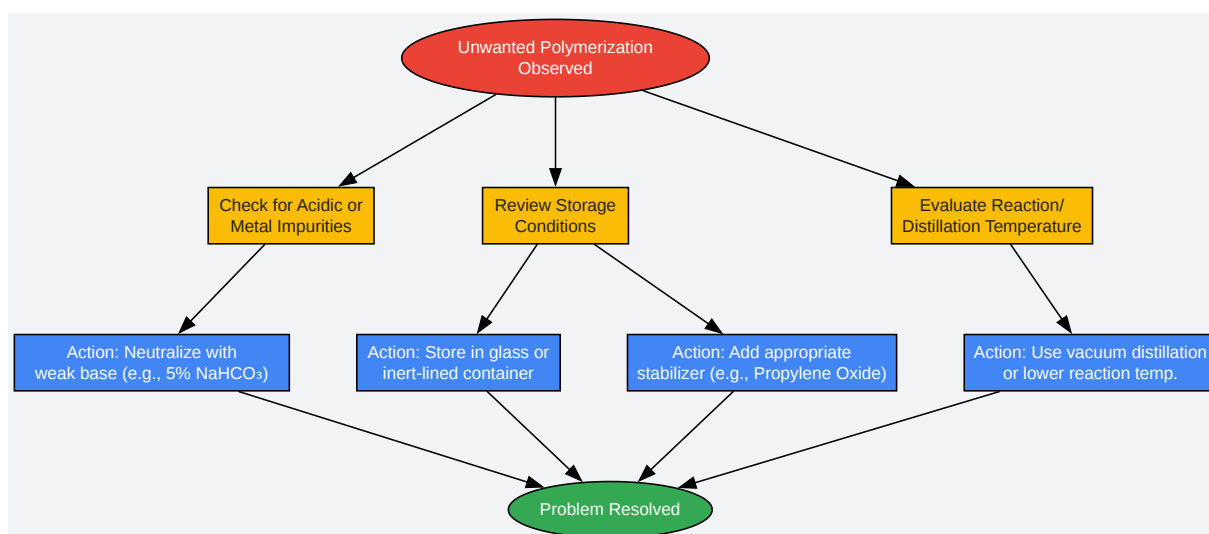 Unwanted Polymerization
Observed
Check for Acidic or
Metal Impurities
Review Storage
Conditions
Evaluate Reaction/
Distillation Temperature
Action: Neutralize with
weak base (e.g., 5% NaHCO₃)
Action: Store in glass or
inert-lined container
Action: Add appropriate
stabilizer (e.g., Propylene Oxide)
Action: Use vacuum distillation
or lower reaction temp.
Problem Resolved